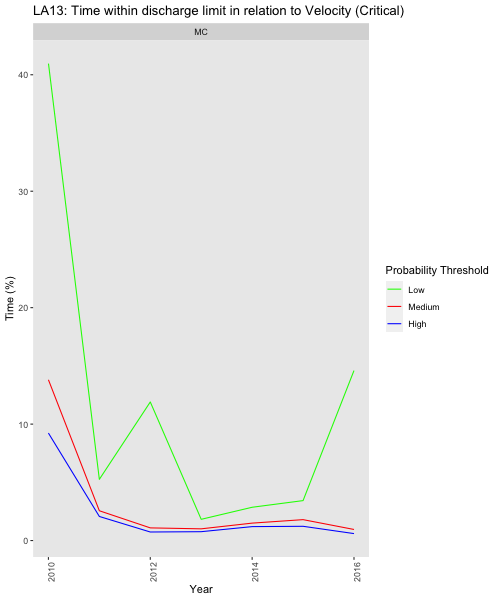 LA13: Time within discharge limit in relation to Velocity (Critical)
MC
40
30
20
10
0
Time (%)
2010
2012
2014
2016
Year
Probability Threshold
Low
Medium
High